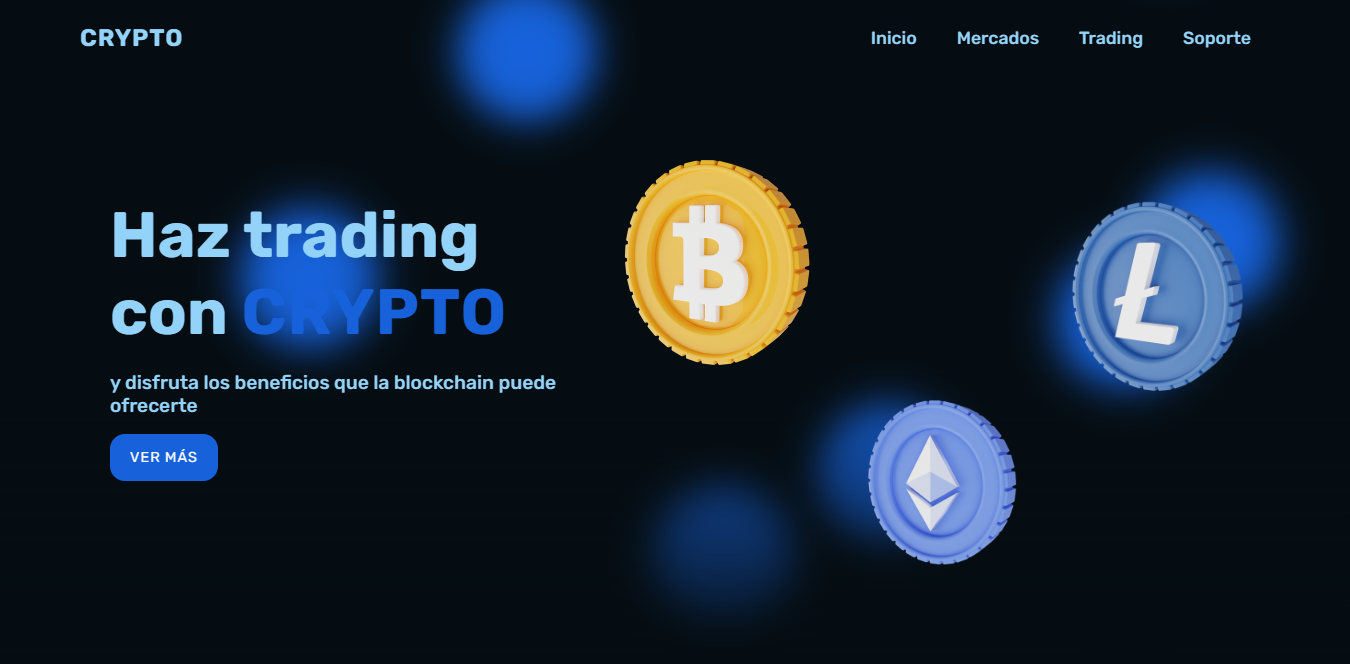 CRYPTO
Inicio Mercados Trading Soporte
Haz trading
con CRYPTO
y disfruta los beneficios que la blockchain puede
ofrecerte
VER MÁS